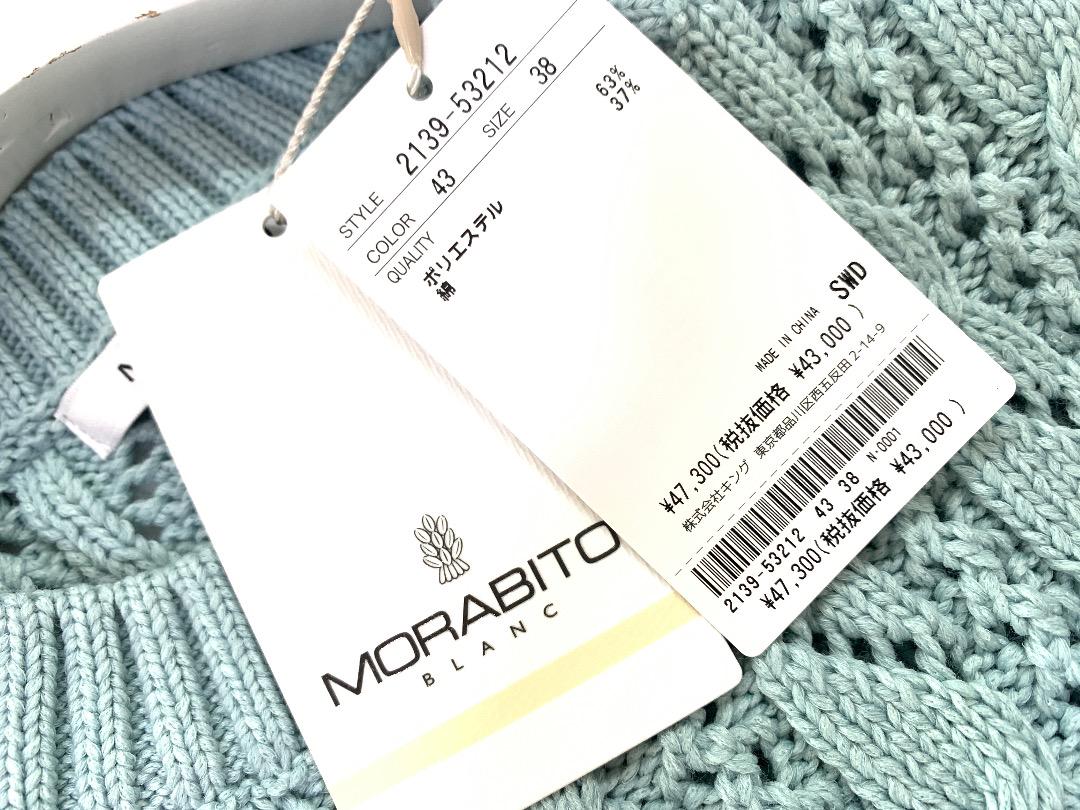 STYLE 2139-53212
COLOR 43 SIZE 38
QUALITY
ポリエステル 63%
綿 37%
MADE IN CHINA SWD
¥47,300(税抜価格 ¥43,000)
株式会社キング 東京都品川区西五反田2-14-9
2139-53212 43 38 N-0001
¥47,300(税抜価格 ¥43,000)
MORABITO
BLANC